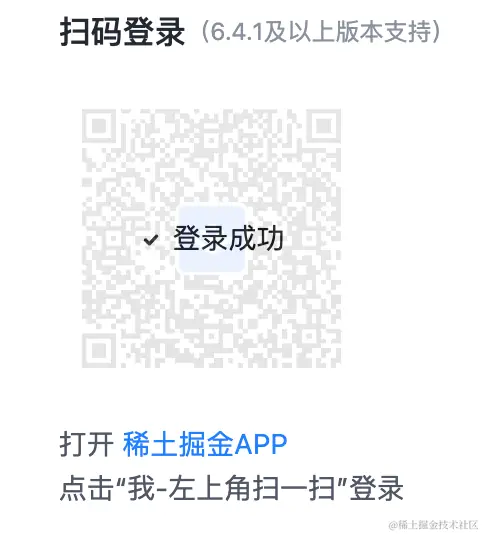 扫码登录（6.4.1及以上版本支持）
✓ 登录成功
打开 稀土掘金APP
点击“我-左上角扫一扫”登录
@稀土掘金技术社区